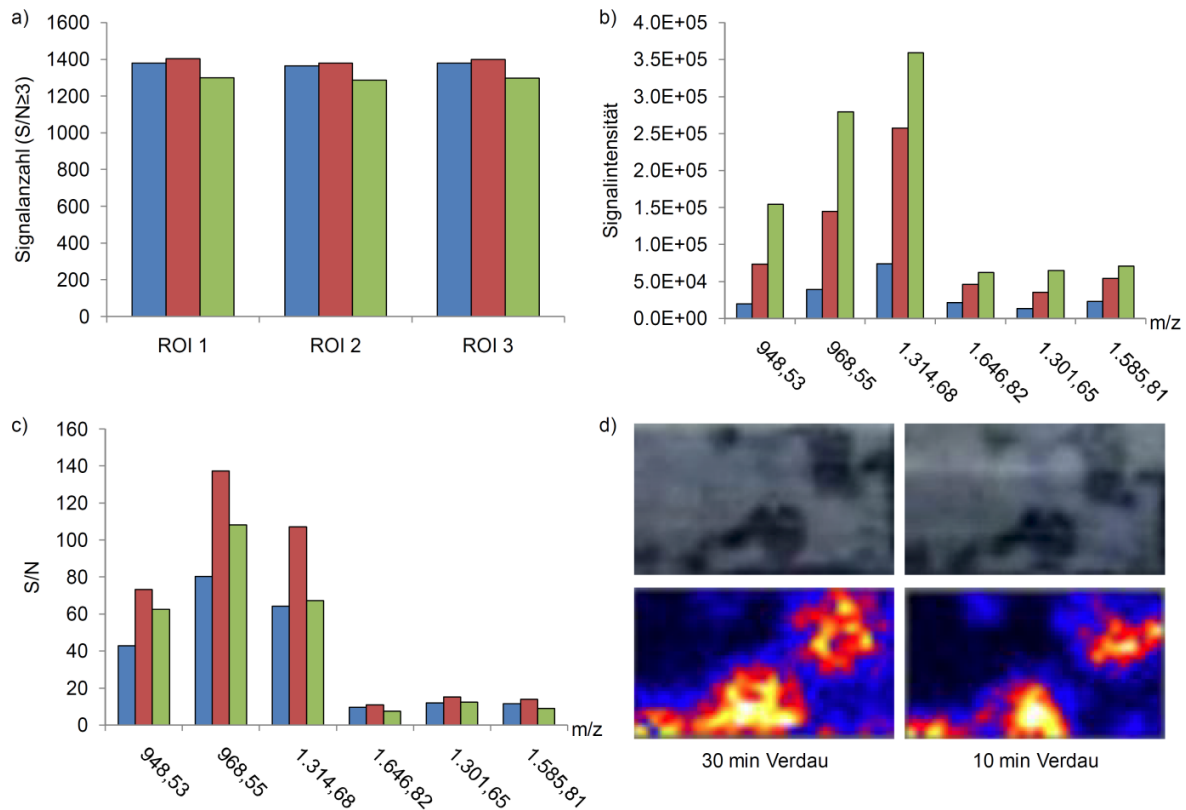 a)
Signalanzahl (S/N≥3)
1600
1400
1200
1000
800
600
400
200
0
ROI 1 ROI 2 ROI 3
b)
Signalintensität
4.0E+05
3.5E+05
3.0E+05
2.5E+05
2.0E+05
1.5E+05
1.0E+05
5.0E+04
0.0E+00
m/z
948,53 968,55 1.314,68 1.646,82 1.301,65 1.585,81
c)
S/N
160
140
120
100
80
60
40
20
0
m/z
948,53 968,55 1.314,68 1.646,82 1.301,65 1.585,81
d)
30 min Verdau 10 min Verdau